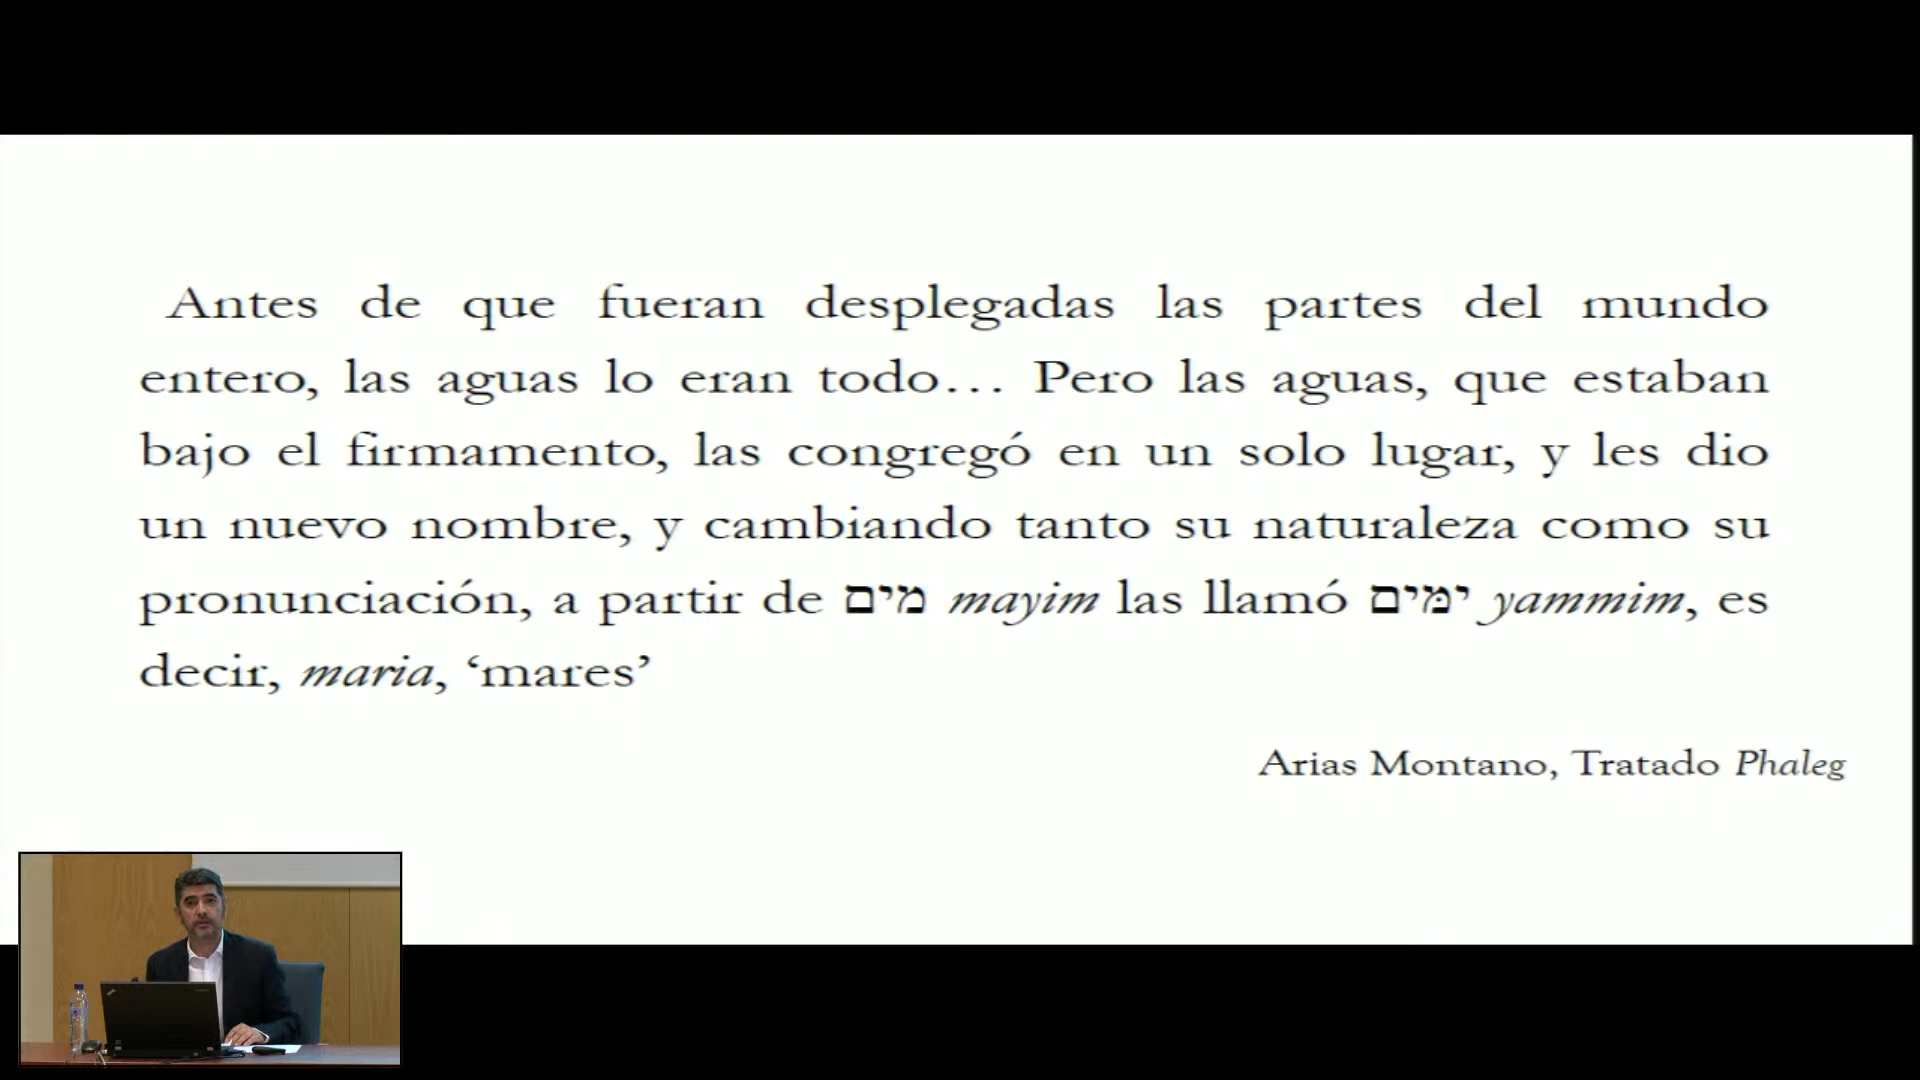 Antes de que fueran desplegadas las partes del mundo
entero, las aguas lo eran todo… Pero las aguas, que estaban
bajo el firmamento, las congregó en un solo lugar, y les dio
un nuevo nombre, y cambiando tanto su naturaleza como su
pronunciación, a partir de מים mayim las llamó ימּים yammim, es
decir, maria, ‘mares’
Arias Montano, Tratado Phaleg